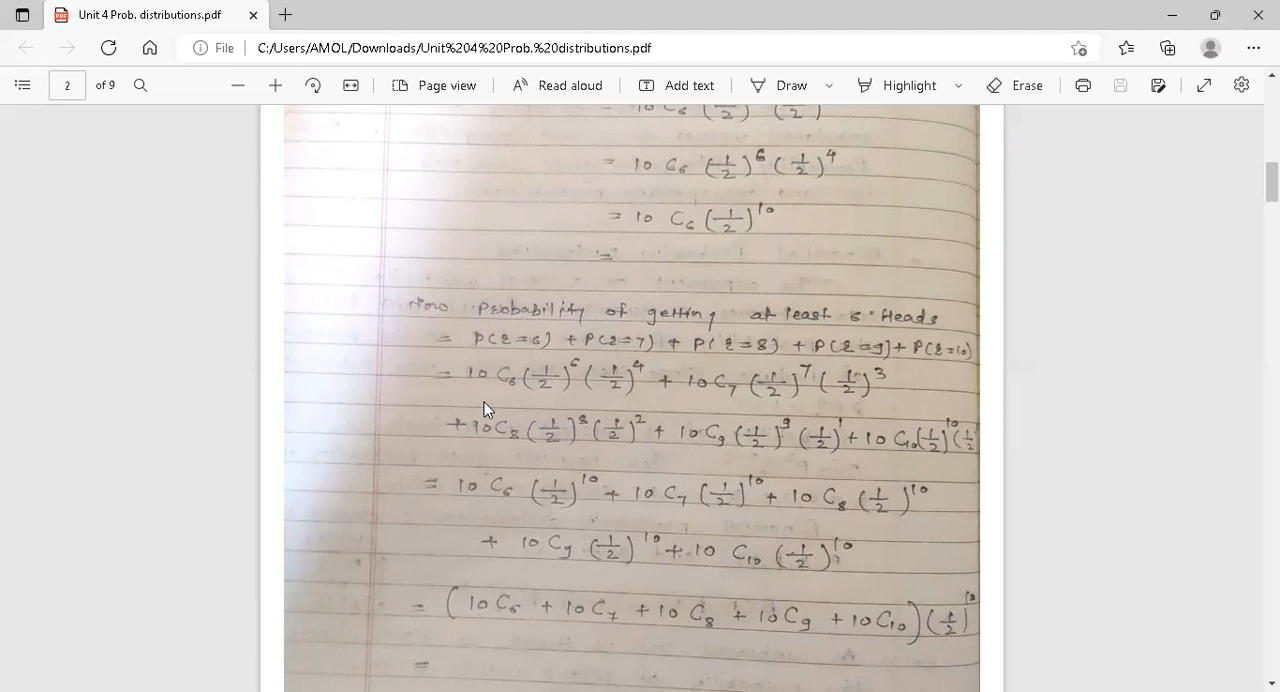 Unit 4 Prob. distributions.pdf
File C:/Users/AMOL/Downloads/Unit%204%20Prob.%20distributions.pdf
2 of 9 Page view Read aloud Add text Draw Highlight Erase
= 10 C₆ (1/2)⁶ (1/2)⁴
= 10 C₆ (1/2)¹⁰
=
Probability of getting at least 6 Heads
= P(r=6) + P(r=7) + P(r=8) + P(r=9) + P(r=10)
= 10 C₆ (1/2)⁶ (1/2)⁴ + 10 C₇ (1/2)⁷ (1/2)³
+ 10 C₈ (1/2)⁸ (1/2)² + 10 C₉ (1/2)⁹ (1/2)¹ + 10 C₁₀ (1/2)¹⁰ (1/2
= 10 C₆ (1/2)¹⁰ + 10 C₇ (1/2)¹⁰ + 10 C₈ (1/2)¹⁰
+ 10 C₉ (1/2)¹⁰ + 10 C₁₀ (1/2)¹⁰
= (10 C₆ + 10 C₇ + 10 C₈ + 10 C₉ + 10 C₁₀) (1/2)¹⁰
=